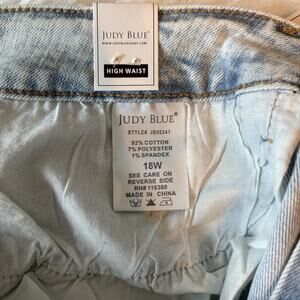 JUDY BLUE®
WWW.JUDYBLUEJEANS.COM
HIGH WAIST
JUDY BLUE®
STYLE# JB88241
92% COTTON
7% POLYESTER
1% SPANDEX
18W
SEE CARE ON
REVERSE SIDE
RN# 116380
MADE IN CHINA